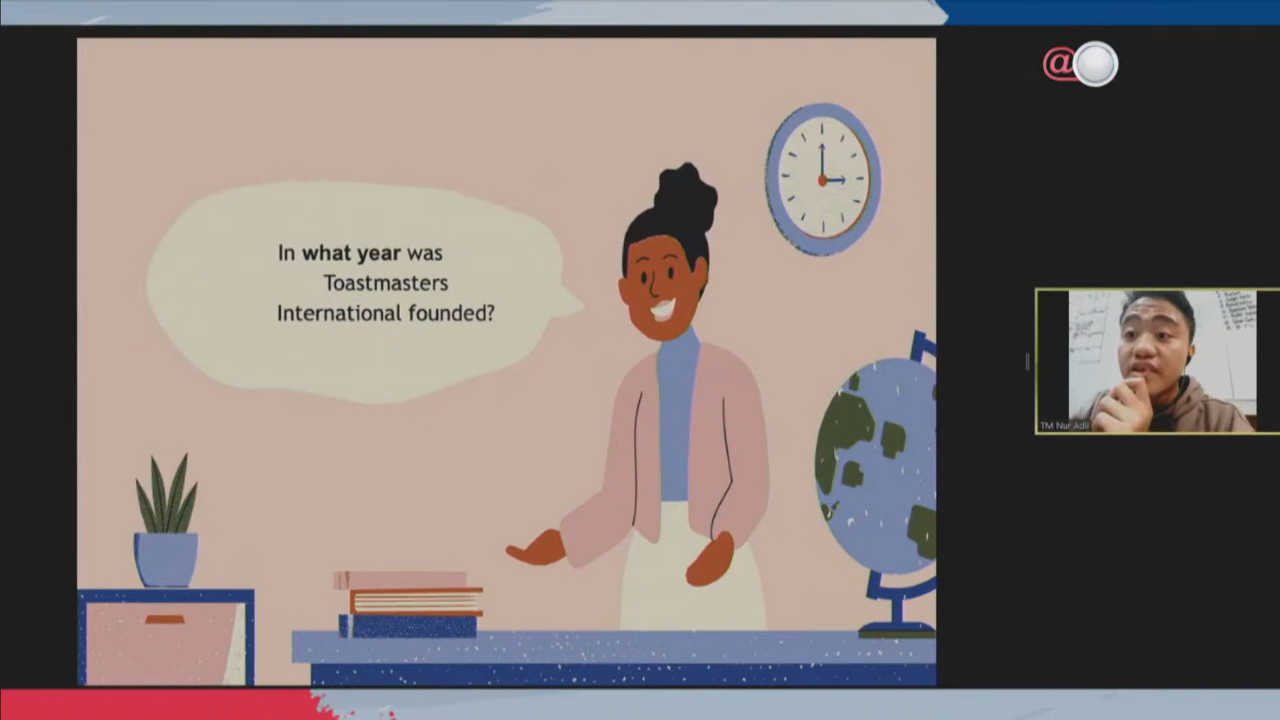 @
In what year was
Toastmasters
International founded?
TM Nur Adli